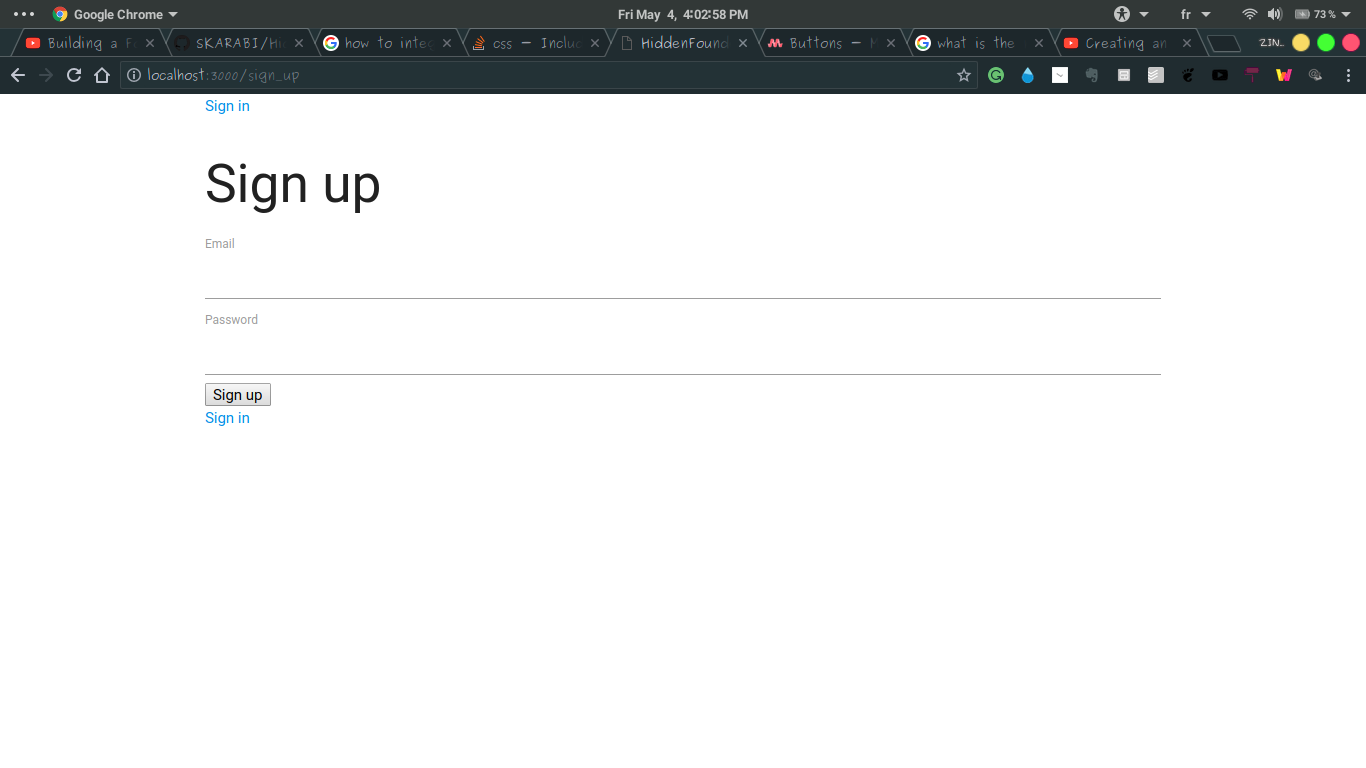 Google Chrome
Fri May 4, 4:02:58 PM
fr
73 %
Building a F
SKARABI/Hi
how to integ
css – Includ
HiddenFound
Buttons – M
what is the
Creating an
ZIN..
localhost:3000/sign_up
Sign in
Sign up
Email
Password
Sign up
Sign in